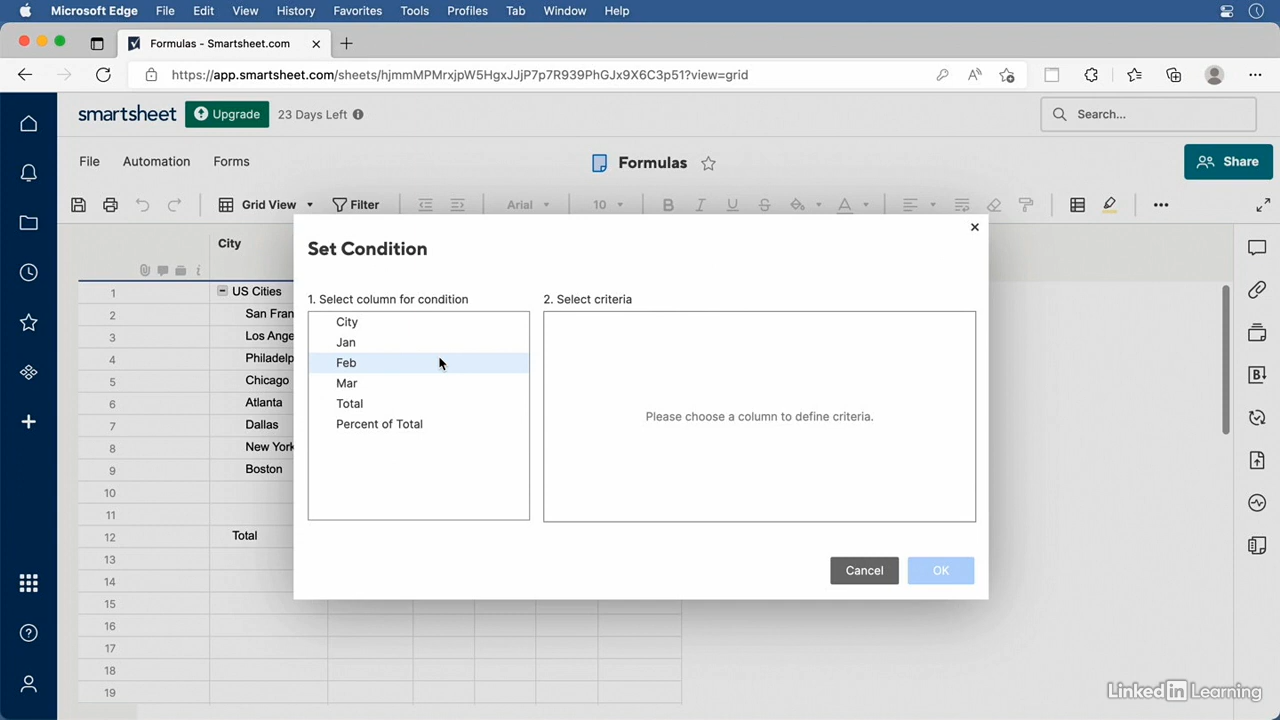 Microsoft Edge File Edit View History Favorites Tools Profiles Tab Window Help
Formulas - Smartsheet.com
https://app.smartsheet.com/sheets/hjmmMPMrxjpW5HgxJJjP7p7R939PhGJx9X6C3p51?view=grid
smartsheet Upgrade 23 Days Left Search...
File Automation Forms Formulas Share
Grid View Filter Arial 10 B I U S A
City
Set Condition
1. Select column for condition 2. Select criteria
City
Jan
Feb
Mar
Total
Percent of Total
Please choose a column to define criteria.
Cancel OK
1 US Cities
2 San Fran
3 Los Ange
4 Philadelp
5 Chicago
6 Atlanta
7 Dallas
8 New York
9 Boston
10
11
12 Total
13
14
15
16
17
18
19
LinkedIn Learning